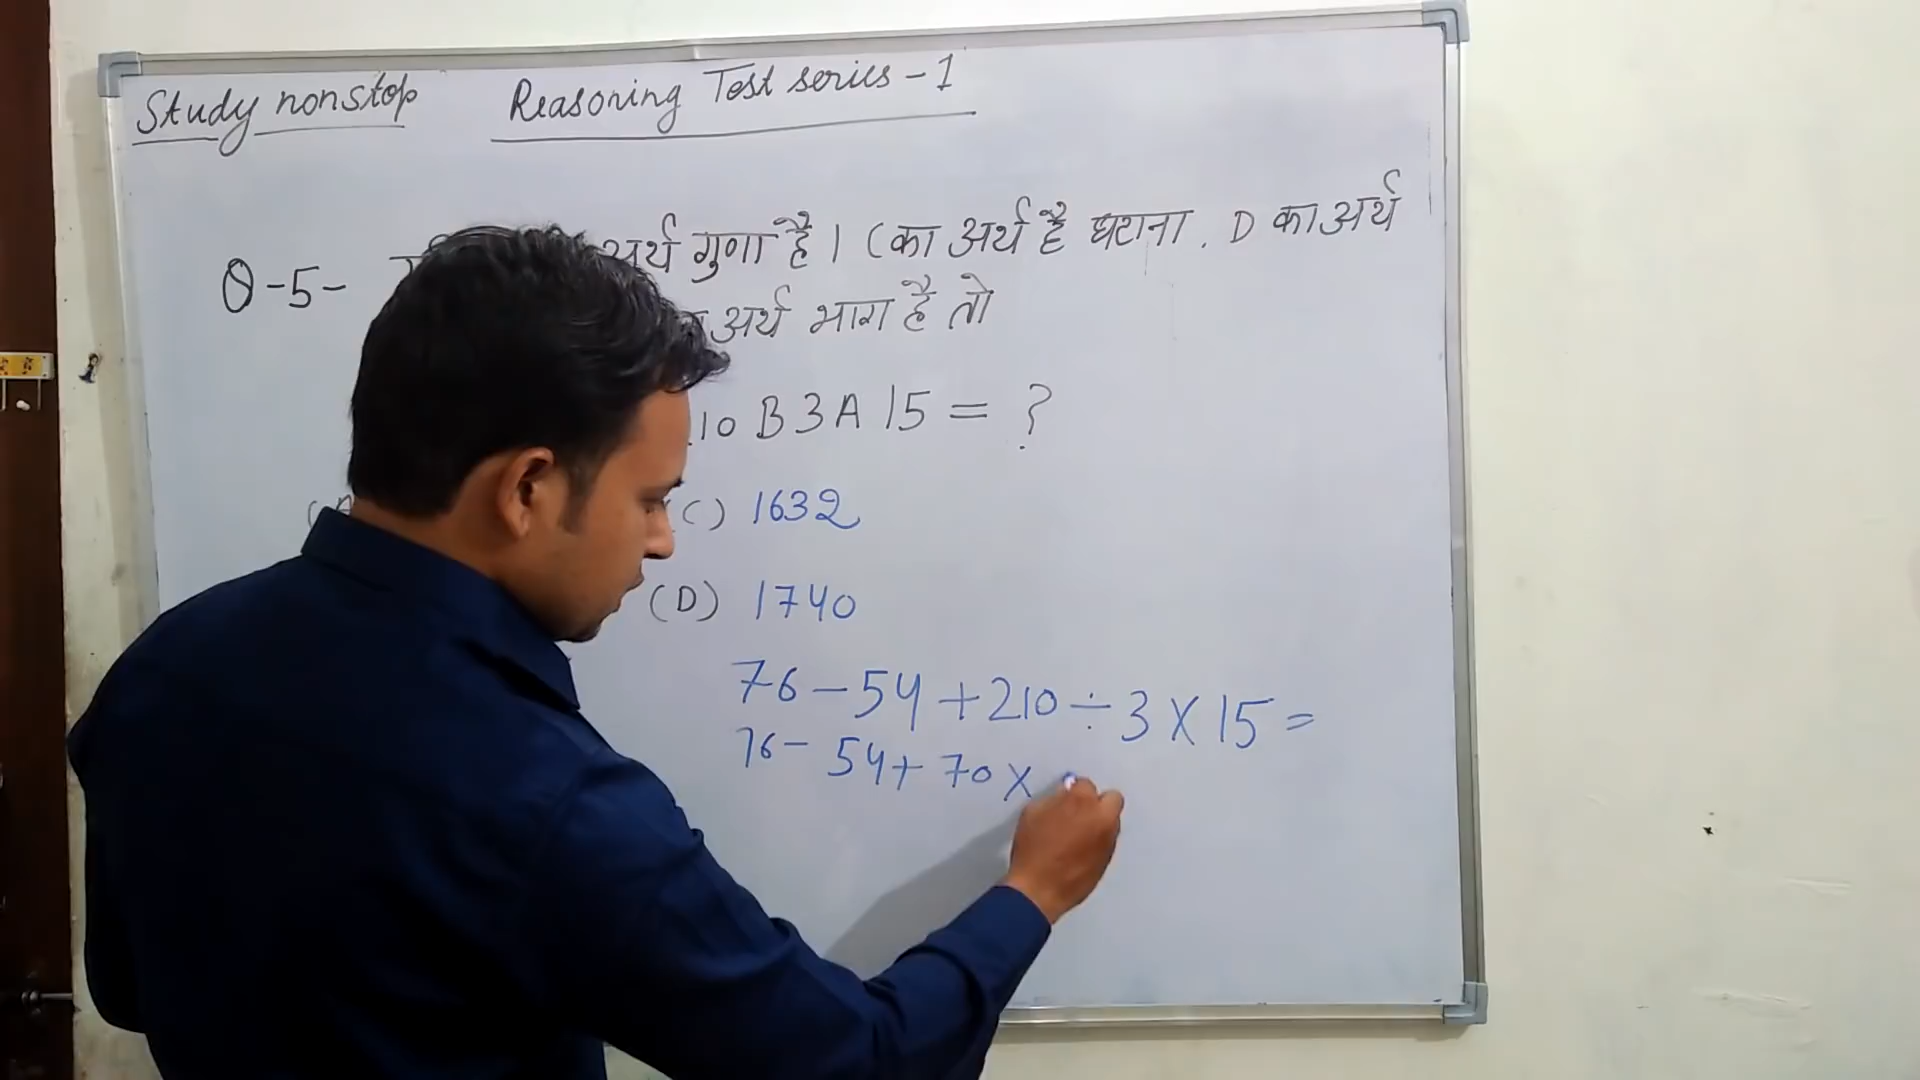 Study nonstop Reasoning Test series - 1
Q-5- अर्थ गुणा है । C का अर्थ है घटाना , D का अर्थ
अर्थ भाग है तो
10 B 3 A 15 = ?
(C) 1632
(D) 1740
76 - 54 + 210 ÷ 3 X 15 =
76 - 54 + 70 X